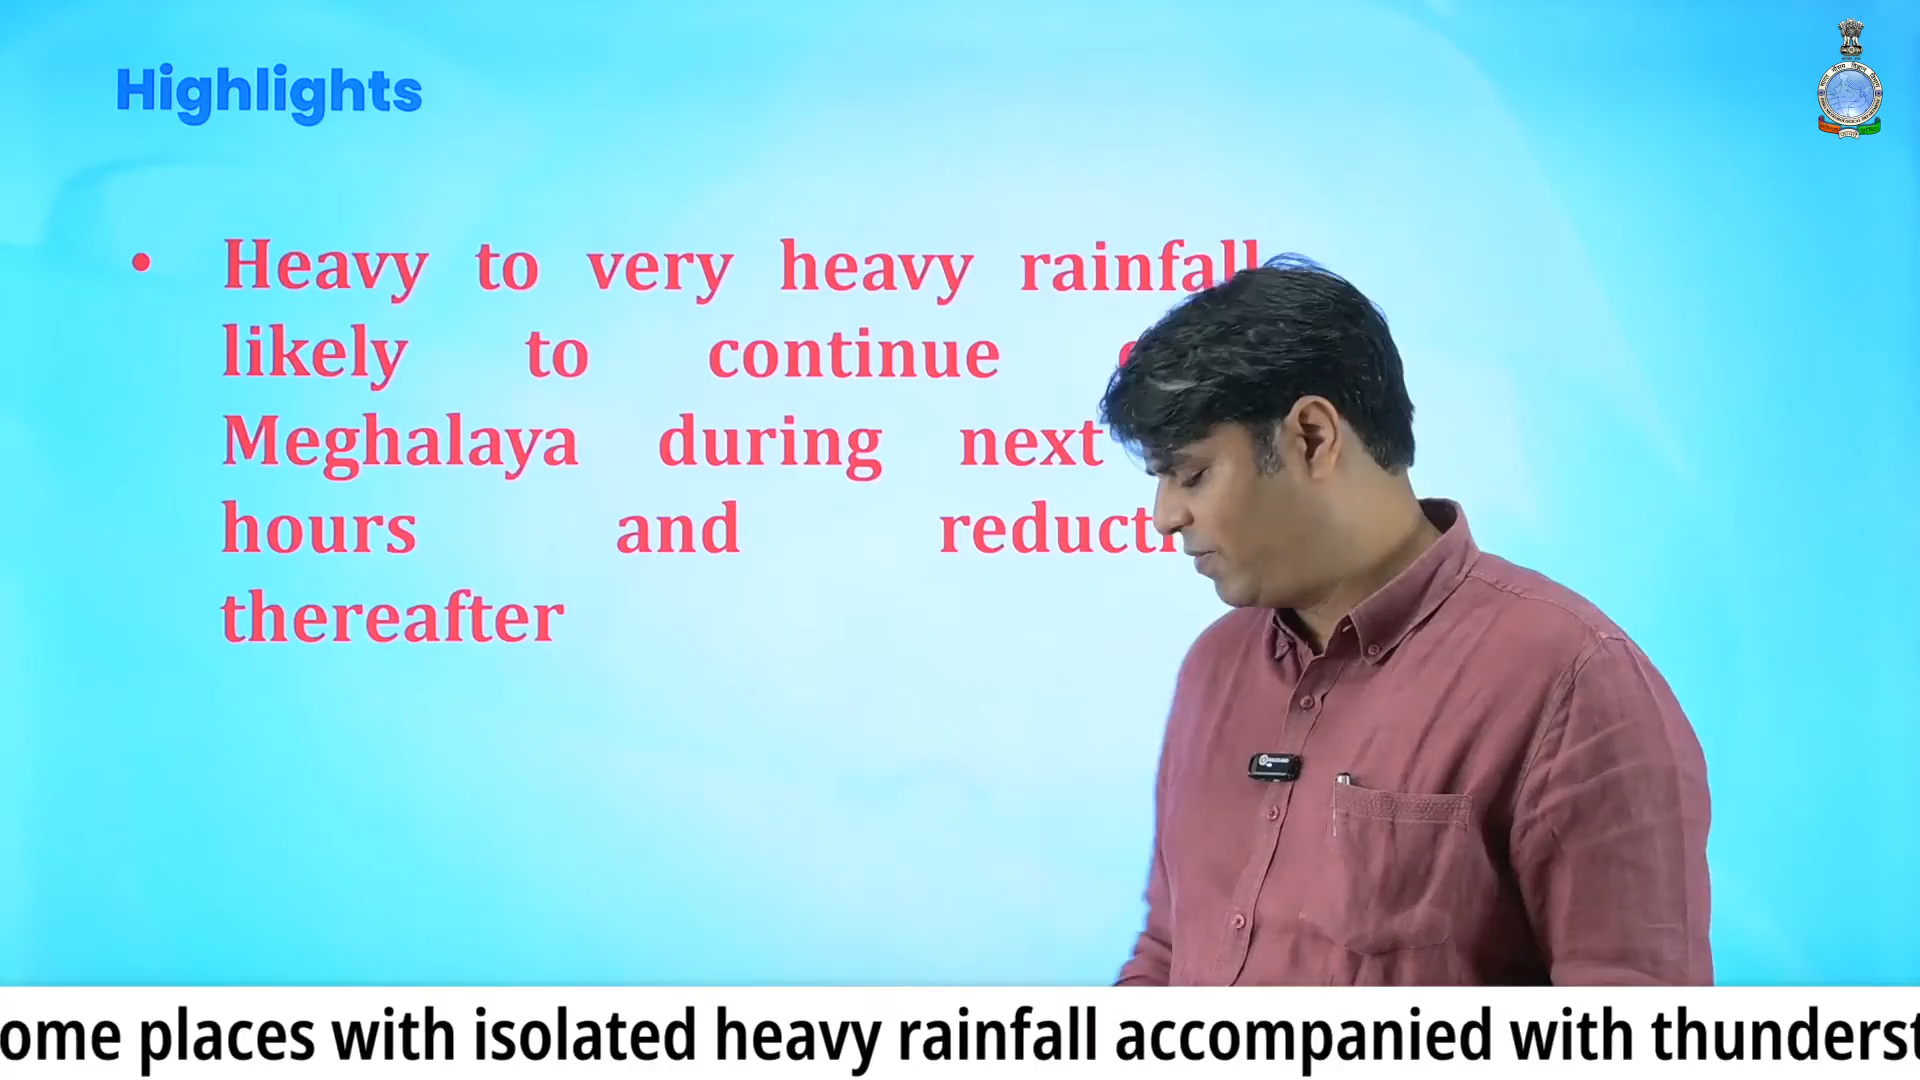 Highlights
• Heavy to very heavy rainfall
likely to continue
Meghalaya during next
hours and
thereafter
ome places with isolated heavy rainfall accompanied with thunderst